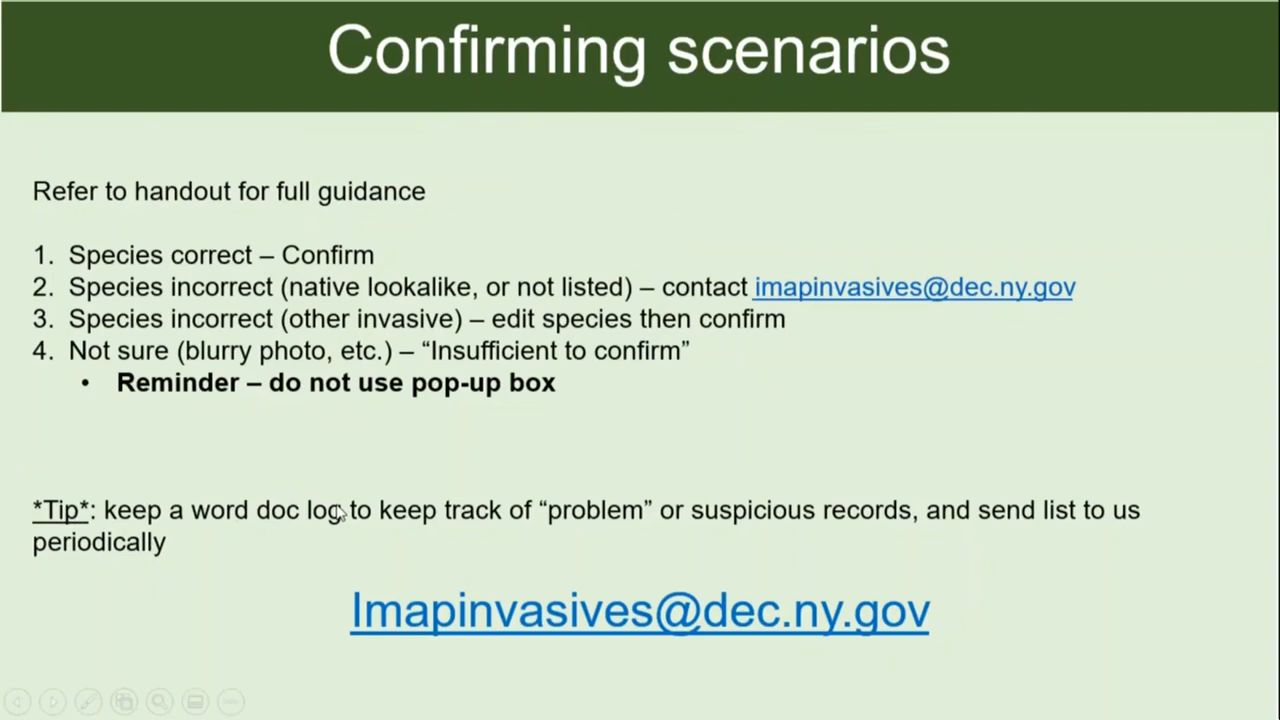 Confirming scenarios
Refer to handout for full guidance
1. Species correct – Confirm
2. Species incorrect (native lookalike, or not listed) – contact imapinvasives@dec.ny.gov
3. Species incorrect (other invasive) – edit species then confirm
4. Not sure (blurry photo, etc.) – “Insufficient to confirm”
• Reminder – do not use pop-up box
*Tip*: keep a word doc log to keep track of “problem” or suspicious records, and send list to us
periodically
Imapinvasives@dec.ny.gov